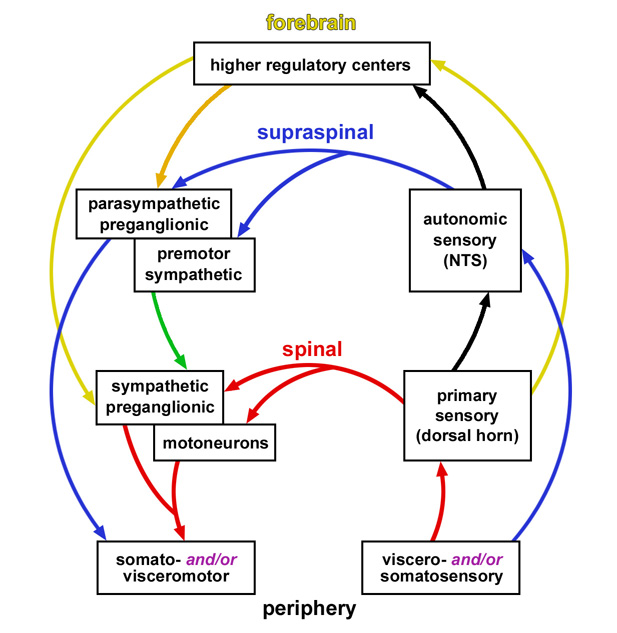 forebrain
higher regulatory centers
supraspinal
parasympathetic
preganglionic
premotor
sympathetic
autonomic
sensory
(NTS)
spinal
sympathetic
preganglionic
motoneurons
primary
sensory
(dorsal horn)
somato- and/or
visceromotor
viscero- and/or
somatosensory
periphery